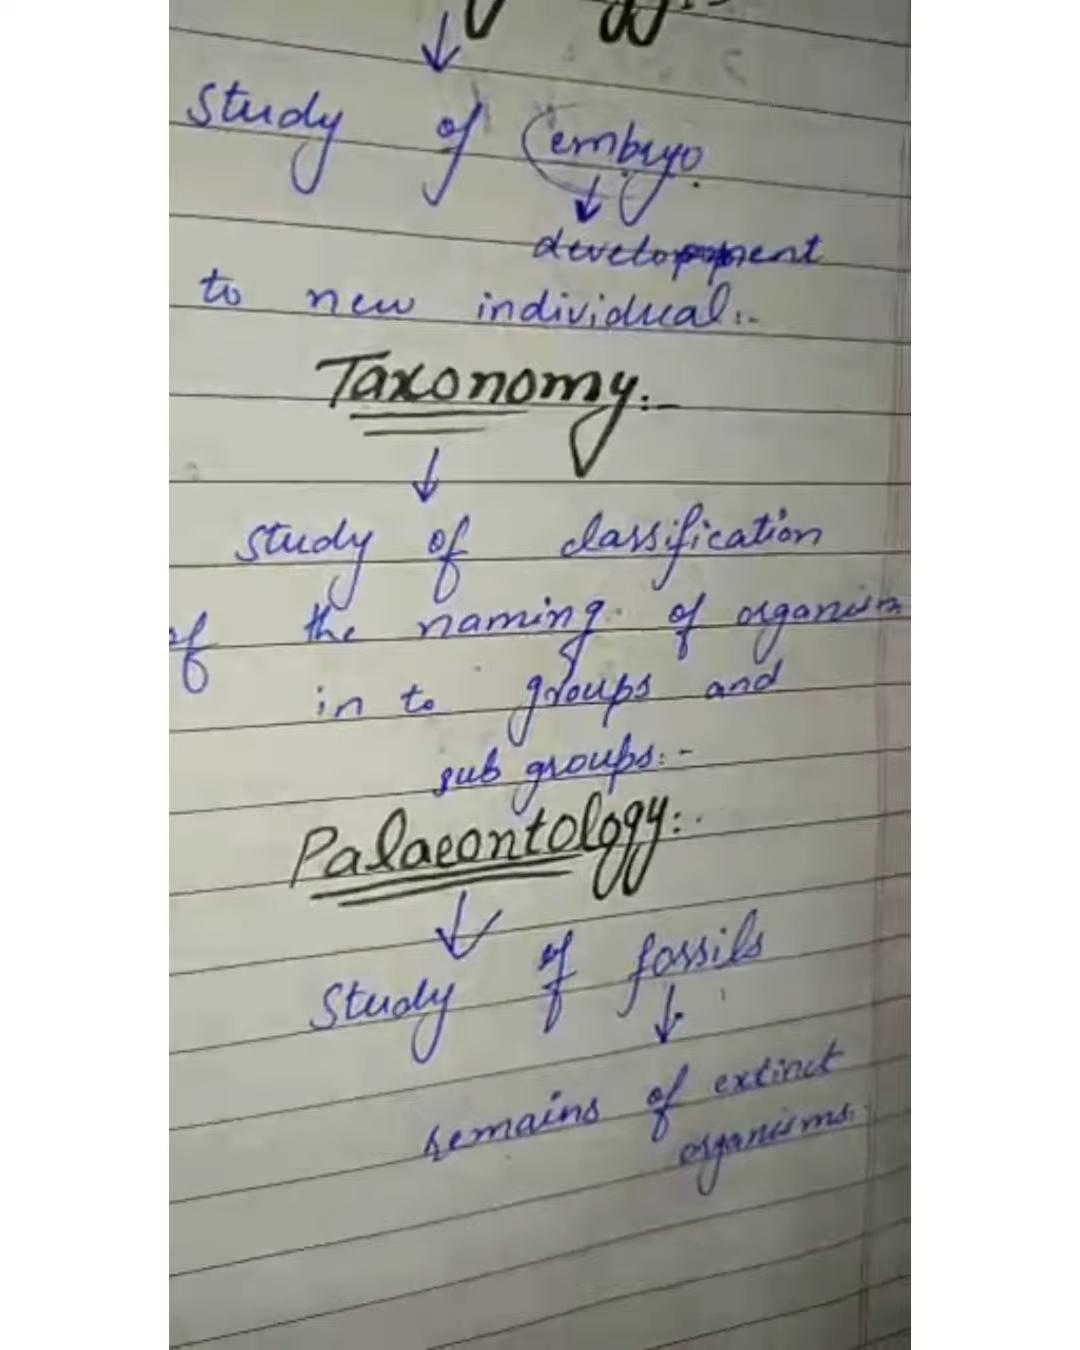 Study of (embryo.
↓
development
to new individual:-
Taxonomy:-
↓
Study of classification
of the naming of organism
in to groups and
sub groups:-
Palaeontology:-
↓
Study of fossils
↓
remains of extinct
organisms.